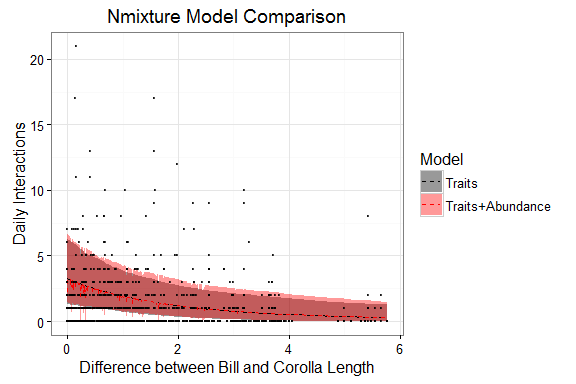 Nmixture Model Comparison
Daily Interactions
20
15
10
5
0
0 2 4 6
Difference between Bill and Corolla Length
Model
Traits
Traits+Abundance